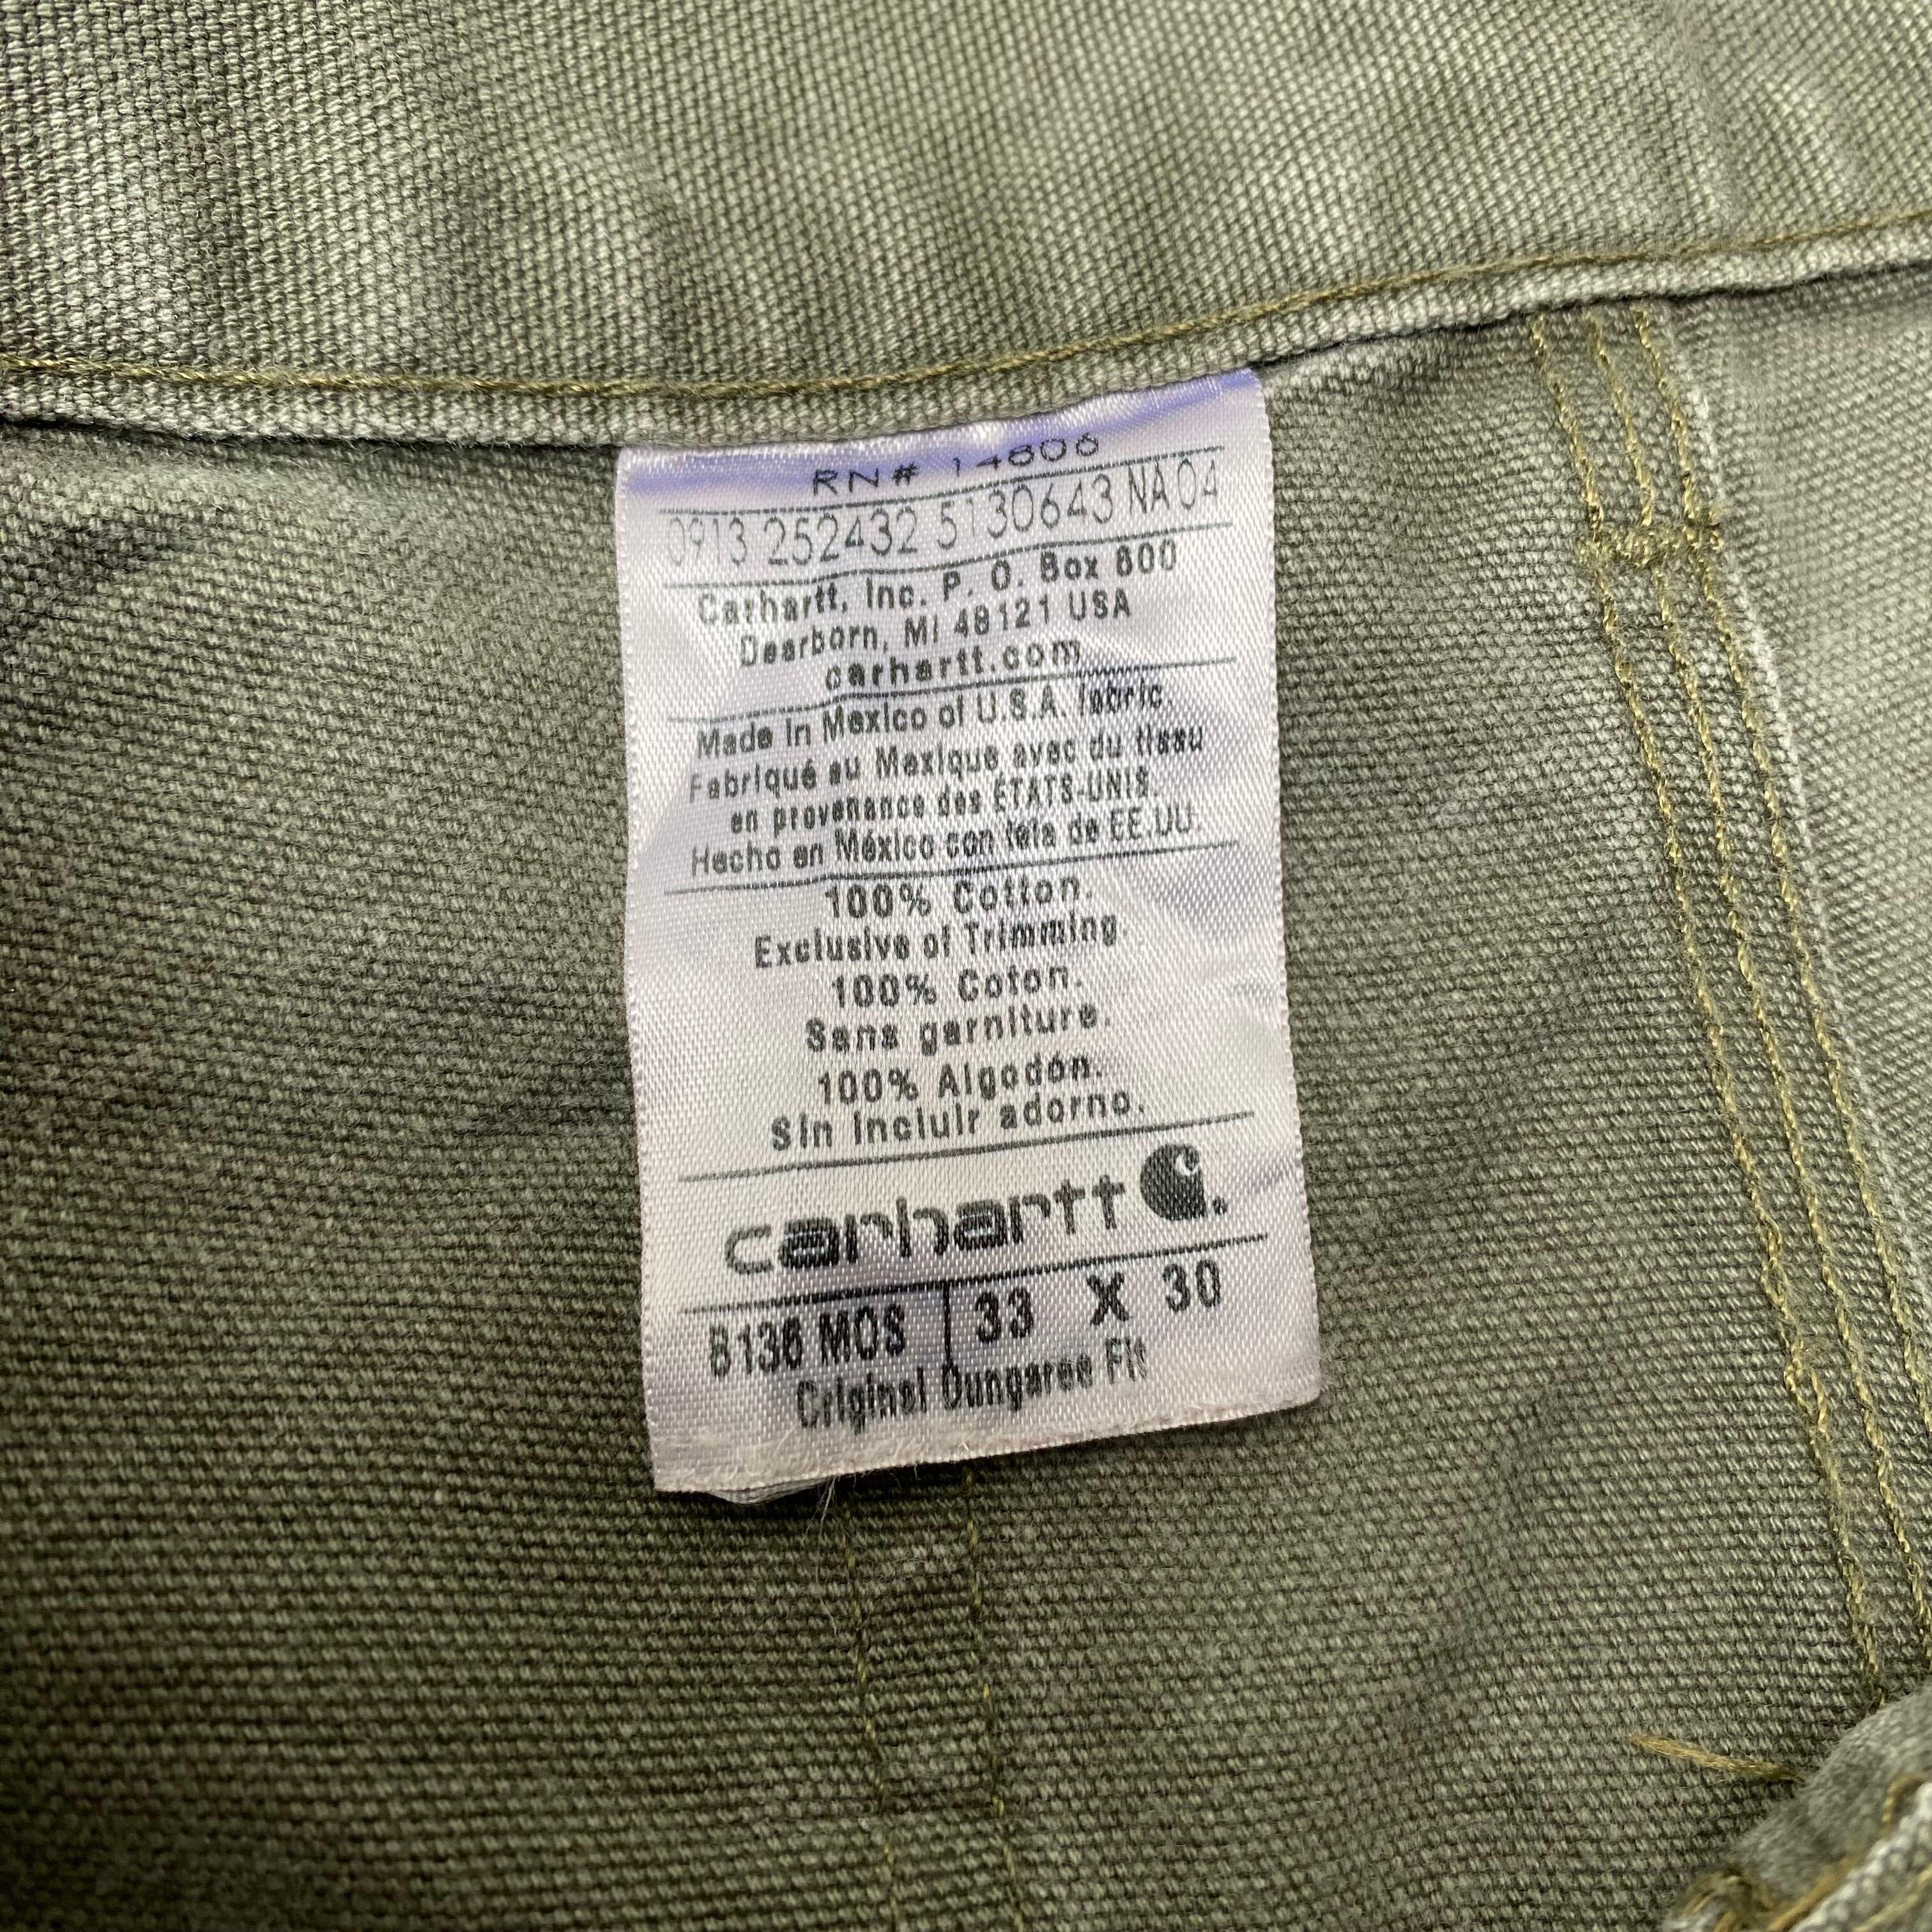 RN# 14806
0913 252432 5130643 NA 04
Carhartt, Inc. P. O. Box 600
Dearborn, MI 48121 USA
carhartt.com
Made in Mexico of U.S.A. fabric.
Fabriqué au Mexique avec du tissu
en provenance des ÉTATS-UNIS.
Hecho en México con tela de EE.UU.
100% Cotton.
Exclusive of Trimming
100% Coton.
Sans garniture.
100% Algodón.
Sin incluir adorno.
carhartt
B136 MOS 33 X 30
Original Dungaree Fit